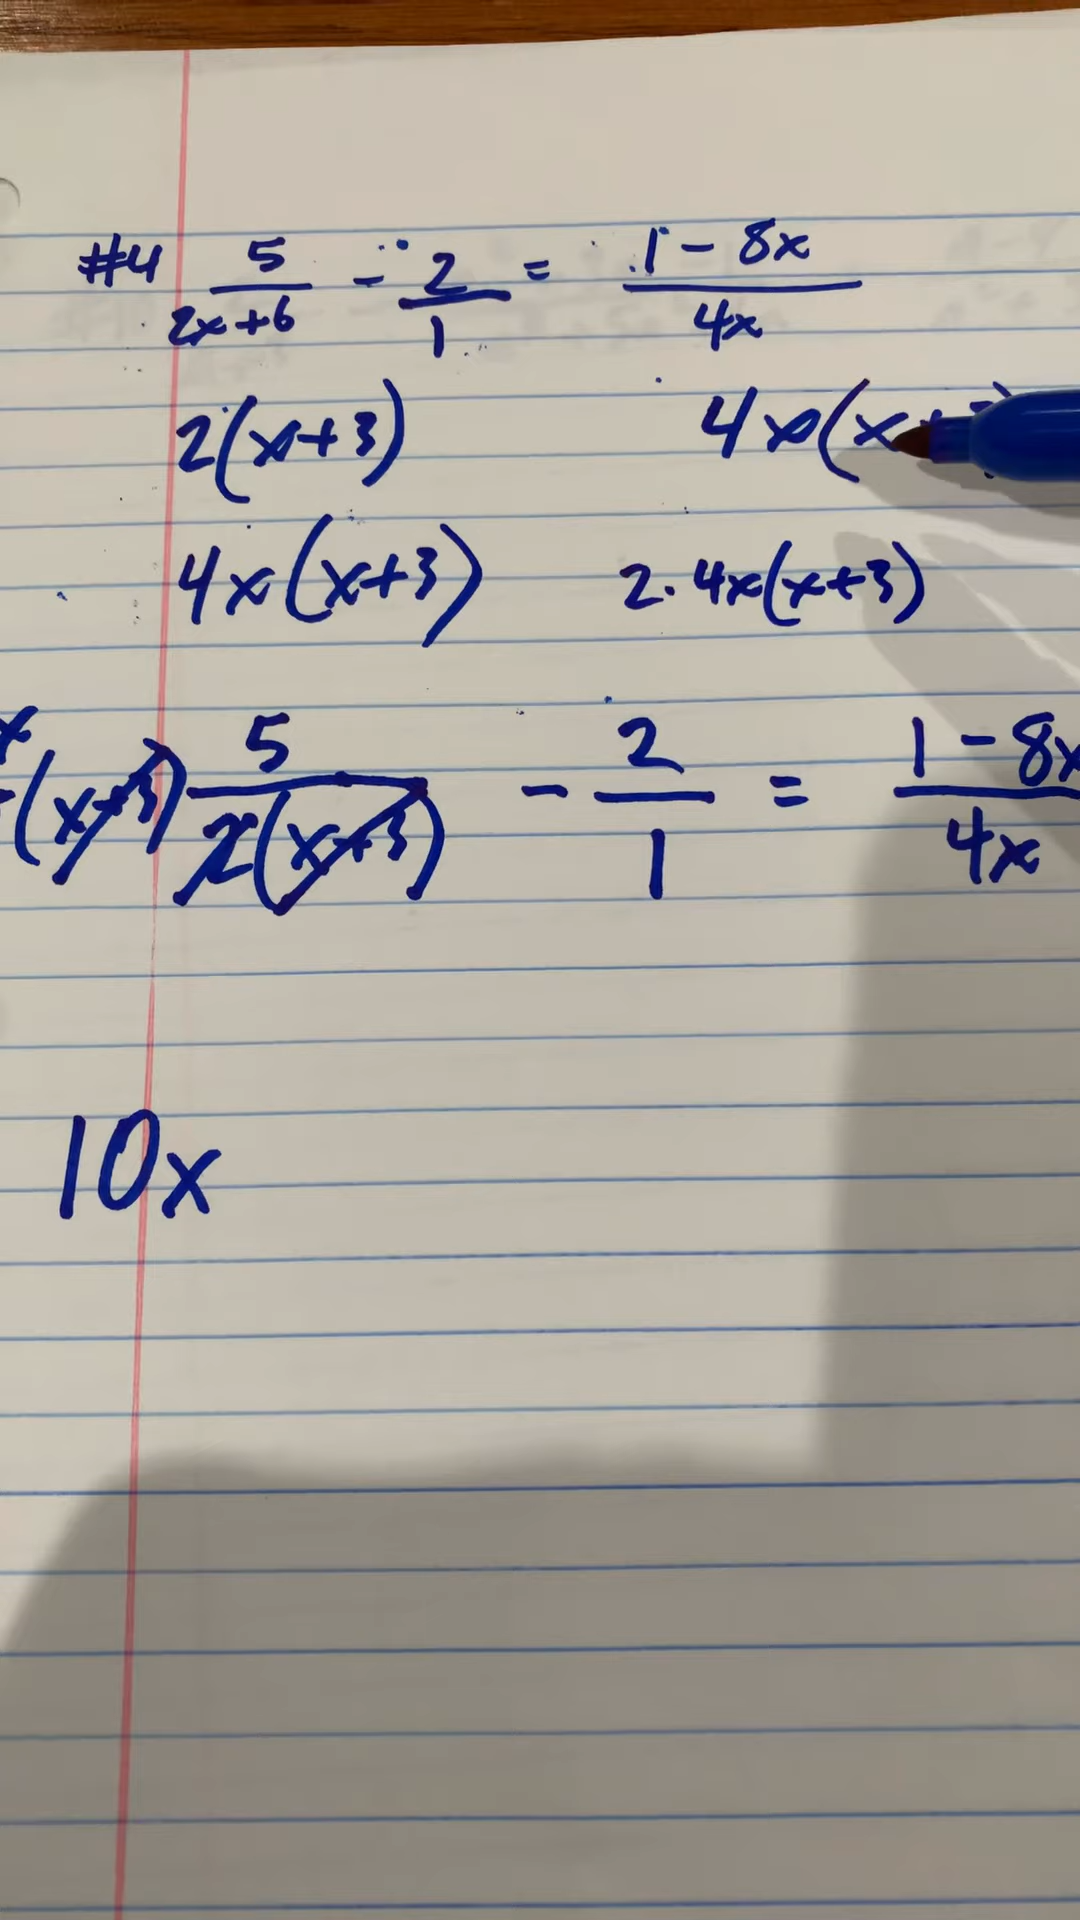 #4 5/(2x+6) - 2/1 = (1-8x)/(4x)
2(x+3) 4x(x+
4x(x+3) 2·4x(x+3)
(x+3) 5/(2(x+3)) - 2/1 = (1-8x)/(4x)
10x